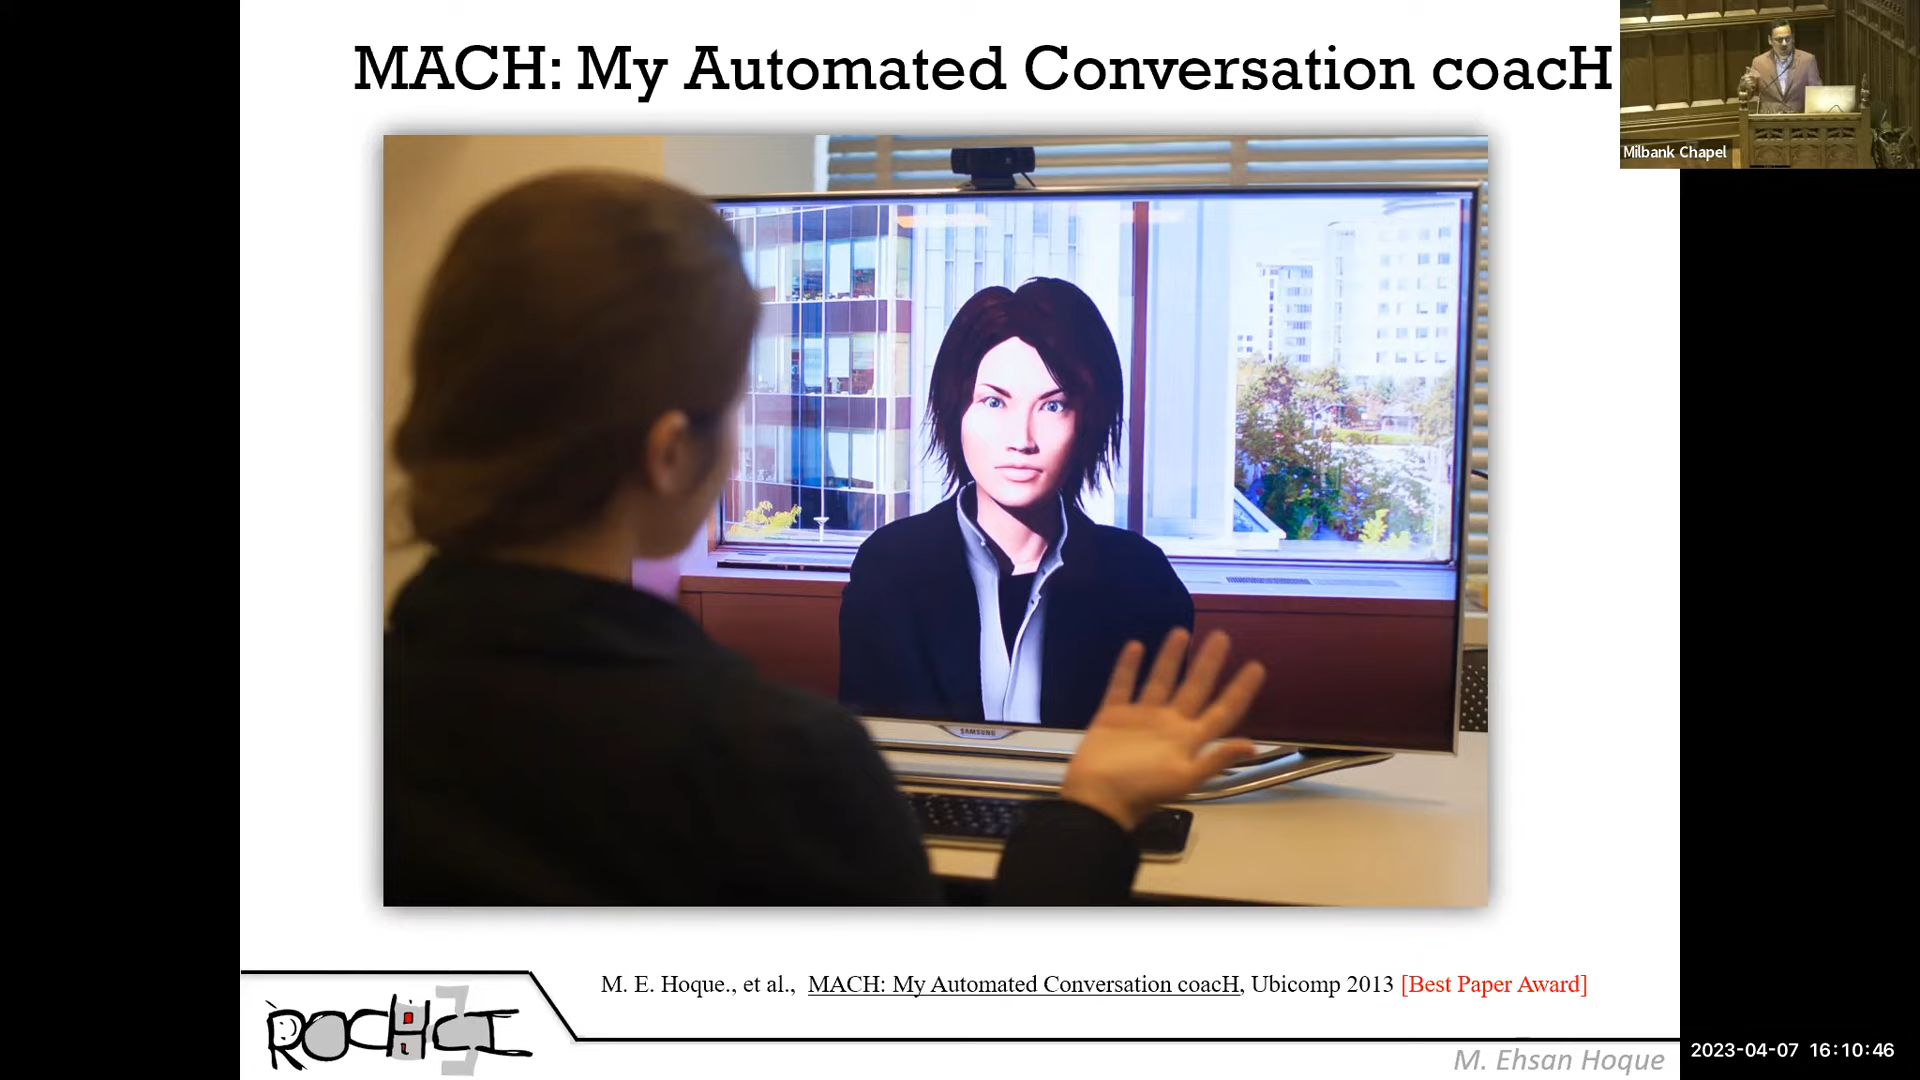 MACH: My Automated Conversation coacH
Milbank Chapel
SAMSUNG
M. E. Hoque., et al., MACH: My Automated Conversation coacH, Ubicomp 2013 [Best Paper Award]
ROCHCI
M. Ehsan Hoque
2023-04-07 16:10:46